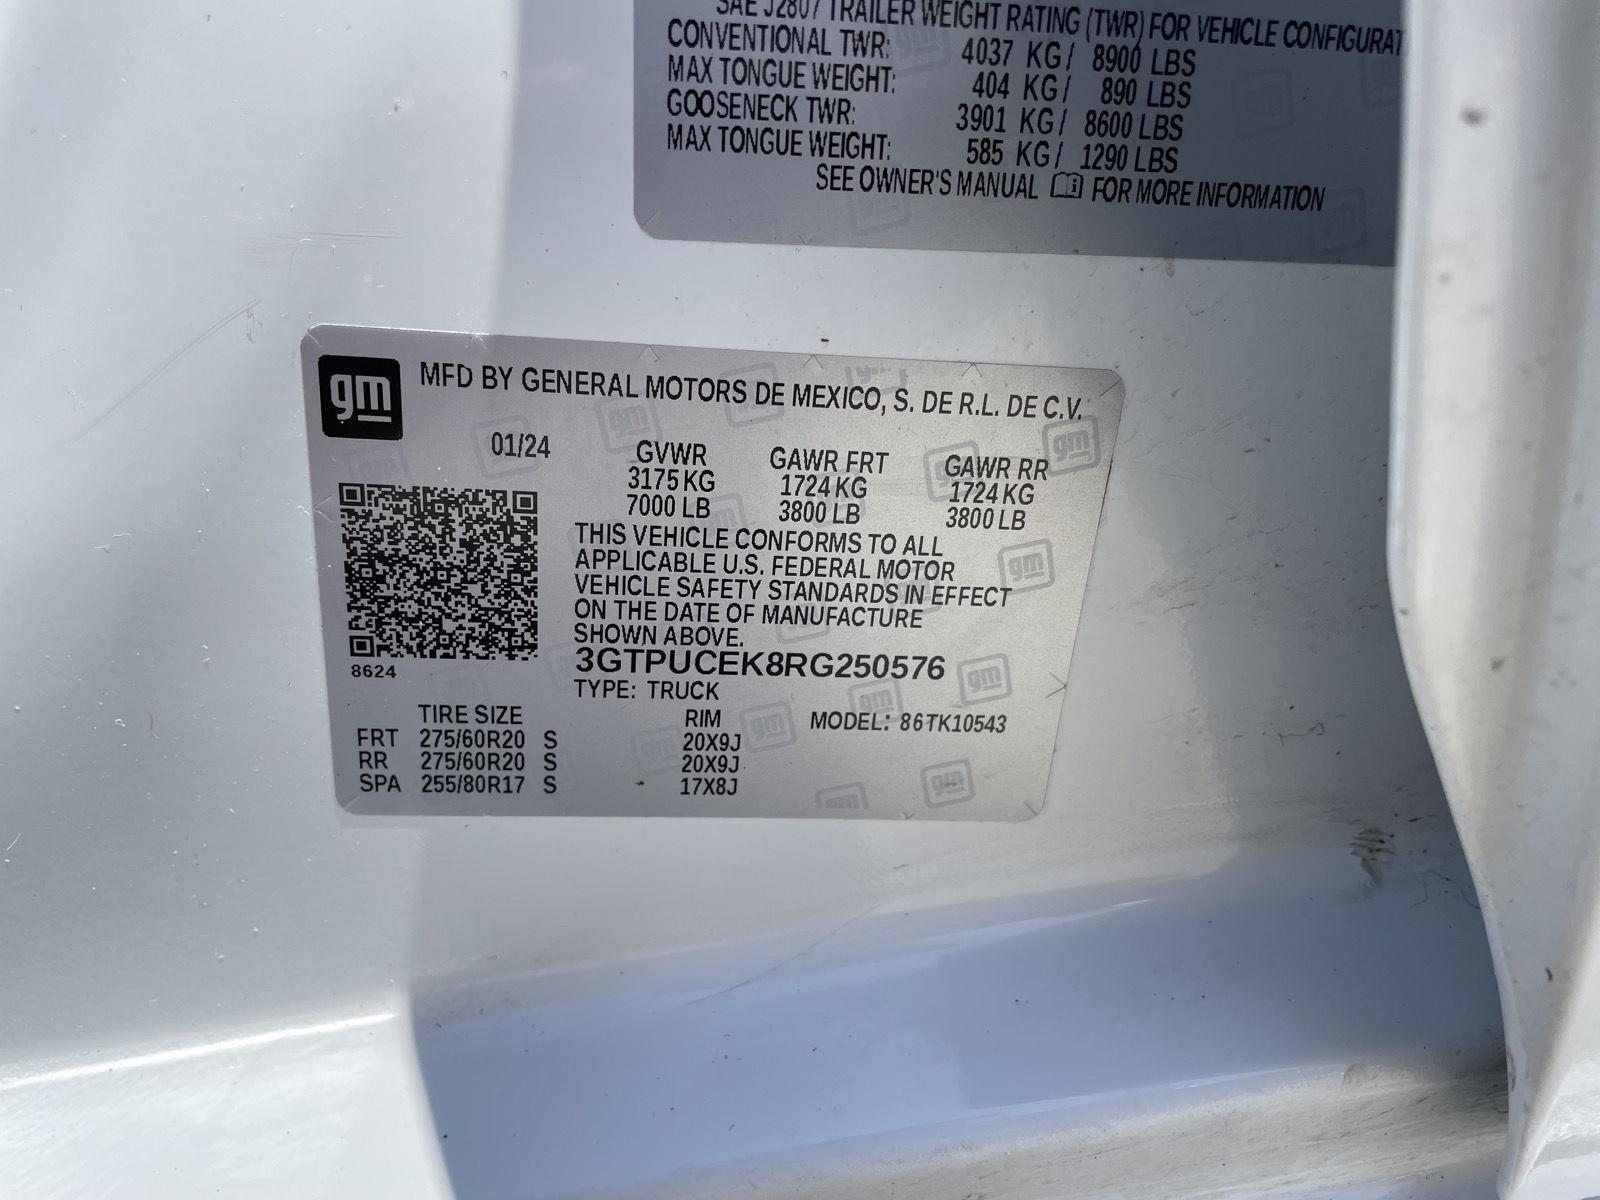 SAE J2807 TRAILER WEIGHT RATING (TWR) FOR VEHICLE
CONVENTIONAL TWR: 4037 KG / 8900 LBS
MAX TONGUE WEIGHT: 404 KG / 890 LBS
GOOSENECK TWR: 3901 KG / 8600 LBS
MAX TONGUE WEIGHT: 585 KG / 1290 LBS
SEE OWNER'S MANUAL FOR MORE INFORMATION
gm MFD BY GENERAL MOTORS DE MEXICO, S. DE R.L. DE C.V.
01/24 GVWR GAWR FRT GAWR RR
3175 KG 1724 KG 1724 KG
7000 LB 3800 LB 3800 LB
THIS VEHICLE CONFORMS TO ALL
APPLICABLE U.S. FEDERAL MOTOR
VEHICLE SAFETY STANDARDS IN EFFECT
ON THE DATE OF MANUFACTURE
SHOWN ABOVE.
3GTPUCEK8RG250576
8624
TYPE: TRUCK
TIRE SIZE RIM MODEL: 86TK10543
FRT 275/60R20 S 20X9J
RR 275/60R20 S 20X9J
SPA 255/80R17 S 17X8J